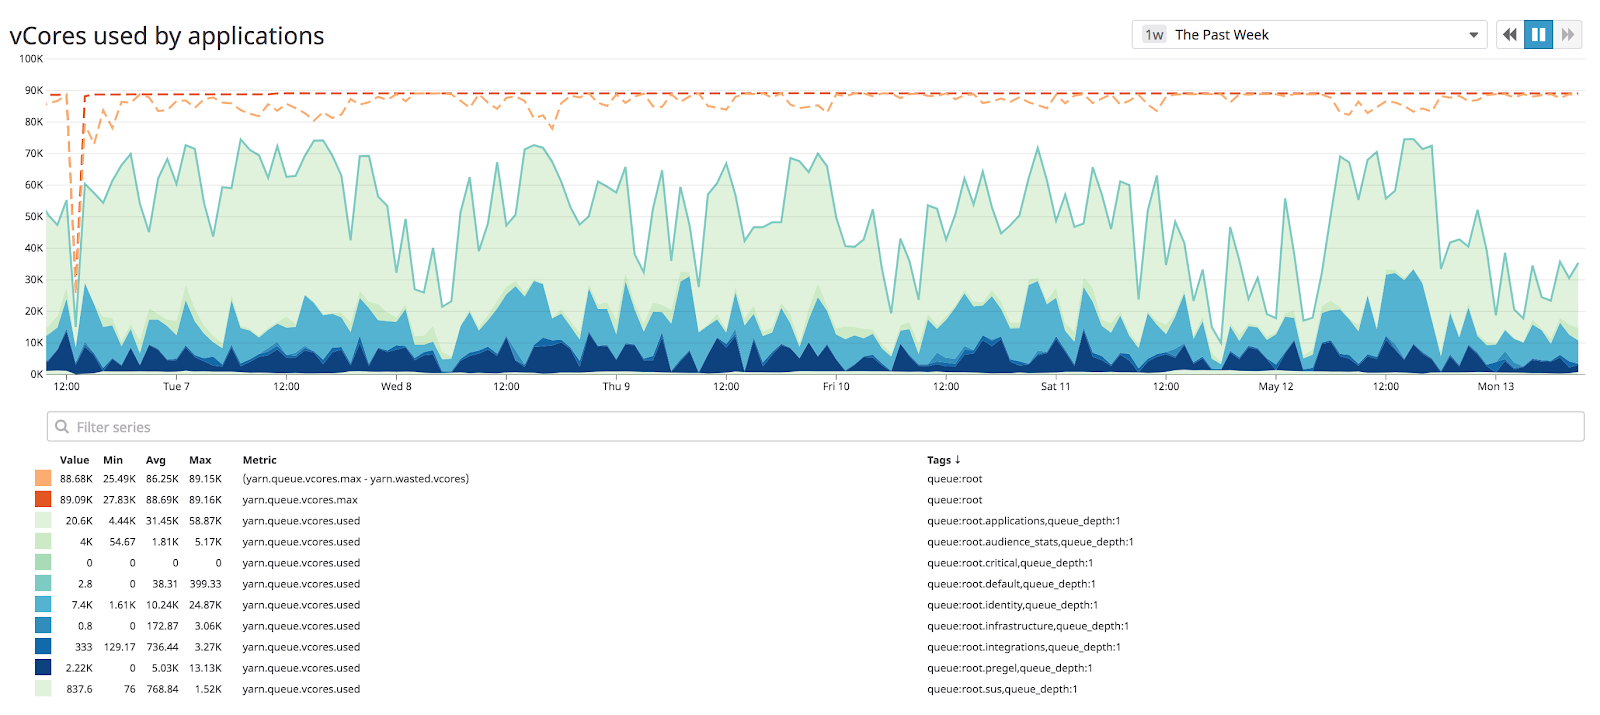 vCores used by applications
1w The Past Week
100K
90K
80K
70K
60K
50K
40K
30K
20K
10K
0K
12:00 Tue 7 12:00 Wed 8 12:00 Thu 9 12:00 Fri 10 12:00 Sat 11 12:00 May 12 12:00 Mon 13
Filter series
Value Min Avg Max Metric Tags ↓
88.68K 25.49K 86.25K 89.15K (yarn.queue.vcores.max - yarn.wasted.vcores) queue:root
89.09K 27.83K 88.69K 89.16K yarn.queue.vcores.max queue:root
20.6K 4.44K 31.45K 58.87K yarn.queue.vcores.used queue:root.applications,queue_depth:1
4K 54.67 1.81K 5.17K yarn.queue.vcores.used queue:root.audience_stats,queue_depth:1
0 0 0 0 yarn.queue.vcores.used queue:root.critical,queue_depth:1
2.8 0 38.31 399.33 yarn.queue.vcores.used queue:root.default,queue_depth:1
7.4K 1.61K 10.24K 24.87K yarn.queue.vcores.used queue:root.identity,queue_depth:1
0.8 0 172.87 3.06K yarn.queue.vcores.used queue:root.infrastructure,queue_depth:1
333 129.17 736.44 3.27K yarn.queue.vcores.used queue:root.integrations,queue_depth:1
2.22K 0 5.03K 13.13K yarn.queue.vcores.used queue:root.pregel,queue_depth:1
837.6 76 768.84 1.52K yarn.queue.vcores.used queue:root.sus,queue_depth:1